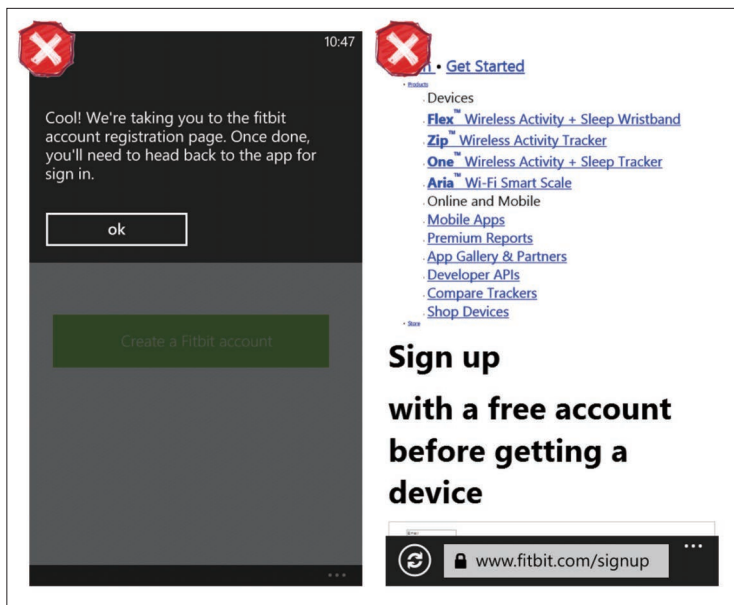 10:47
Cool! We're taking you to the fitbit
account registration page. Once done,
you'll need to head back to the app for
sign in.
ok
Create a Fitbit account
• Get Started
Products
Devices
Flex™ Wireless Activity + Sleep Wristband
Zip™ Wireless Activity Tracker
One™ Wireless Activity + Sleep Tracker
Aria™ Wi-Fi Smart Scale
Online and Mobile
Mobile Apps
Premium Reports
App Gallery & Partners
Developer APIs
Compare Trackers
Shop Devices
Store
Sign up
with a free account
before getting a
device
www.fitbit.com/signup